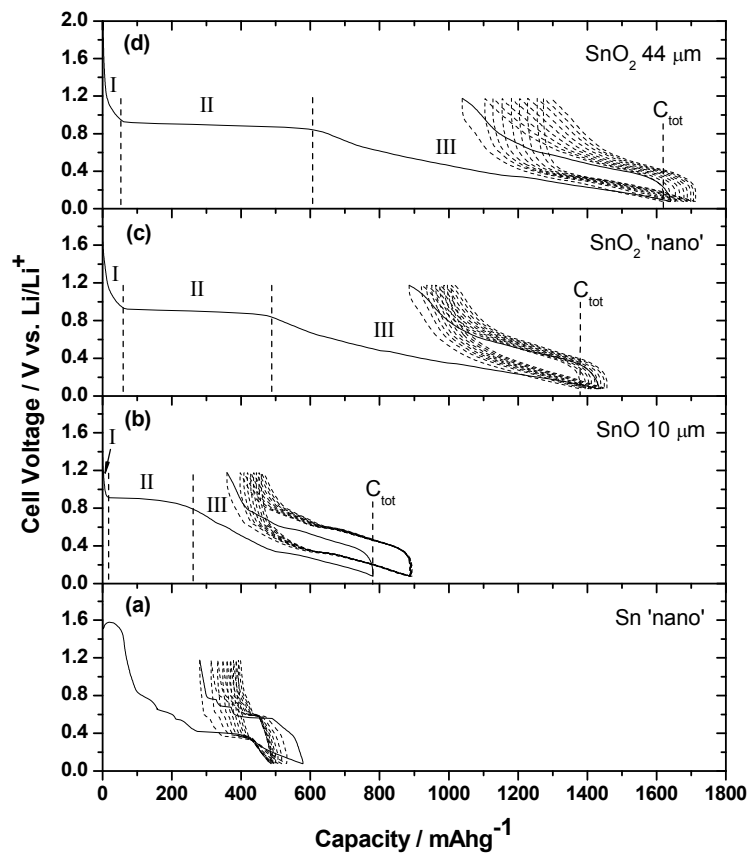 (d)
SnO₂ 44 μm
2.0
1.6
1.2
0.8
0.4
0.0
I
II
III
C_tot
(c)
SnO₂ 'nano'
1.6
1.2
0.8
0.4
0.0
I
II
III
C_tot
(b)
SnO 10 μm
1.6
1.2
0.8
0.4
0.0
I
II
III
C_tot
(a)
Sn 'nano'
1.6
1.2
0.8
0.4
0.0
Cell Voltage / V vs. Li/Li⁺
0 200 400 600 800 1000 1200 1400 1600 1800
Capacity / mAhg⁻¹